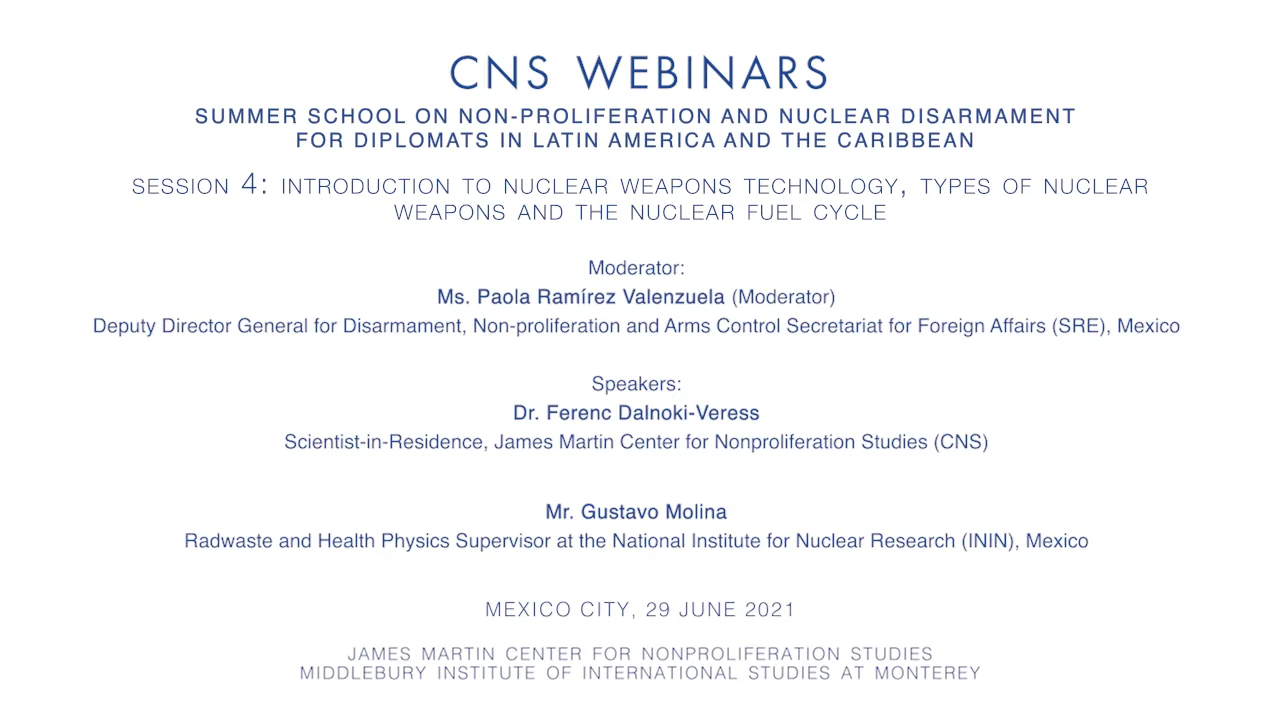 CNS WEBINARS
SUMMER SCHOOL ON NON-PROLIFERATION AND NUCLEAR DISARMAMENT
FOR DIPLOMATS IN LATIN AMERICA AND THE CARIBBEAN
SESSION 4: INTRODUCTION TO NUCLEAR WEAPONS TECHNOLOGY, TYPES OF NUCLEAR
WEAPONS AND THE NUCLEAR FUEL CYCLE
Moderator:
Ms. Paola Ramírez Valenzuela (Moderator)
Deputy Director General for Disarmament, Non-proliferation and Arms Control Secretariat for Foreign Affairs (SRE), Mexico
Speakers:
Dr. Ferenc Dalnoki-Veress
Scientist-in-Residence, James Martin Center for Nonproliferation Studies (CNS)
Mr. Gustavo Molina
Radwaste and Health Physics Supervisor at the National Institute for Nuclear Research (ININ), Mexico
MEXICO CITY, 29 JUNE 2021
JAMES MARTIN CENTER FOR NONPROLIFERATION STUDIES
MIDDLEBURY INSTITUTE OF INTERNATIONAL STUDIES AT MONTEREY